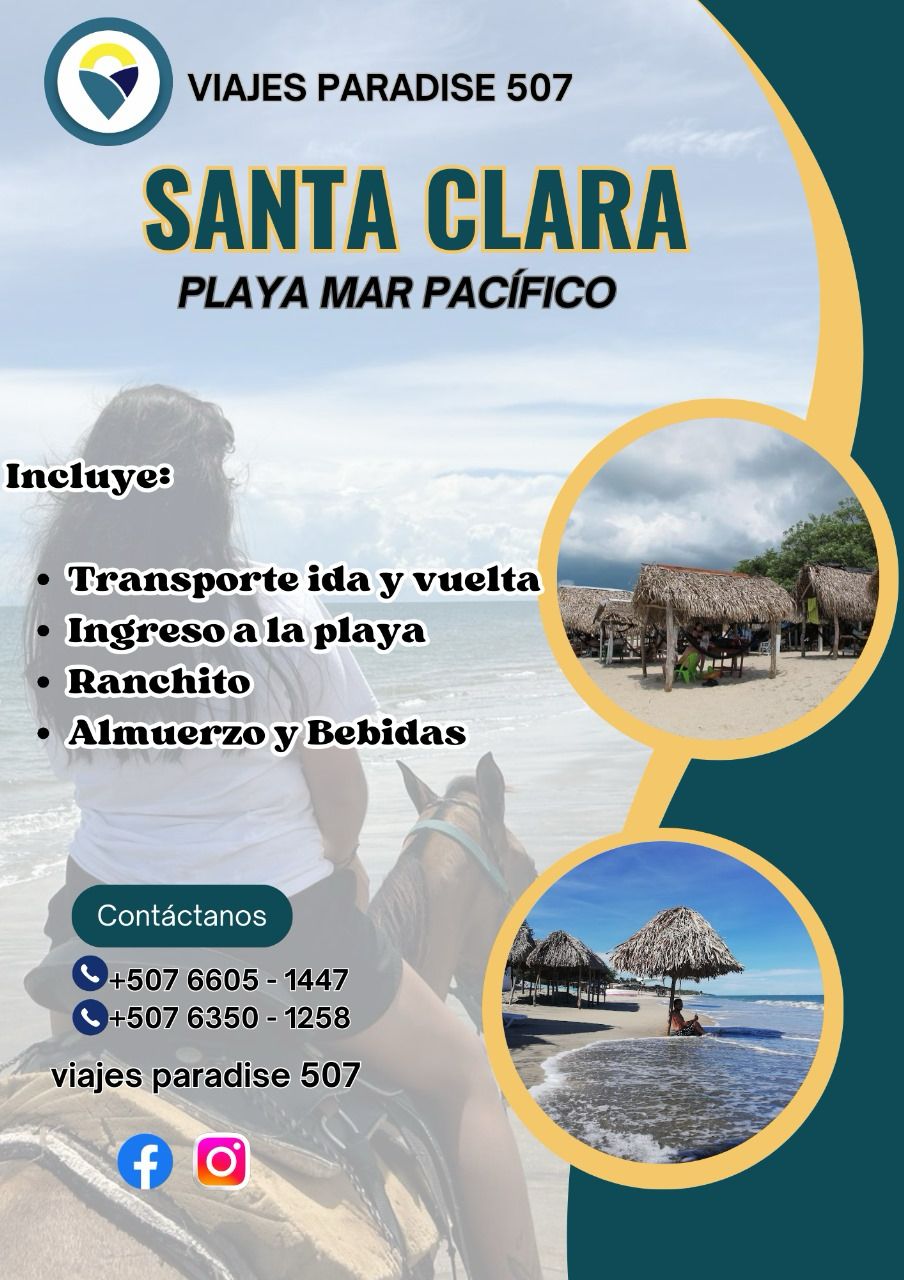 VIAJES PARADISE 507
SANTA CLARA
PLAYA MAR PACÍFICO
Incluye:
• Transporte ida y vuelta
• Ingreso a la playa
• Ranchito
• Almuerzo y Bebidas
Contáctanos
+507 6605 - 1447
+507 6350 - 1258
viajes paradise 507